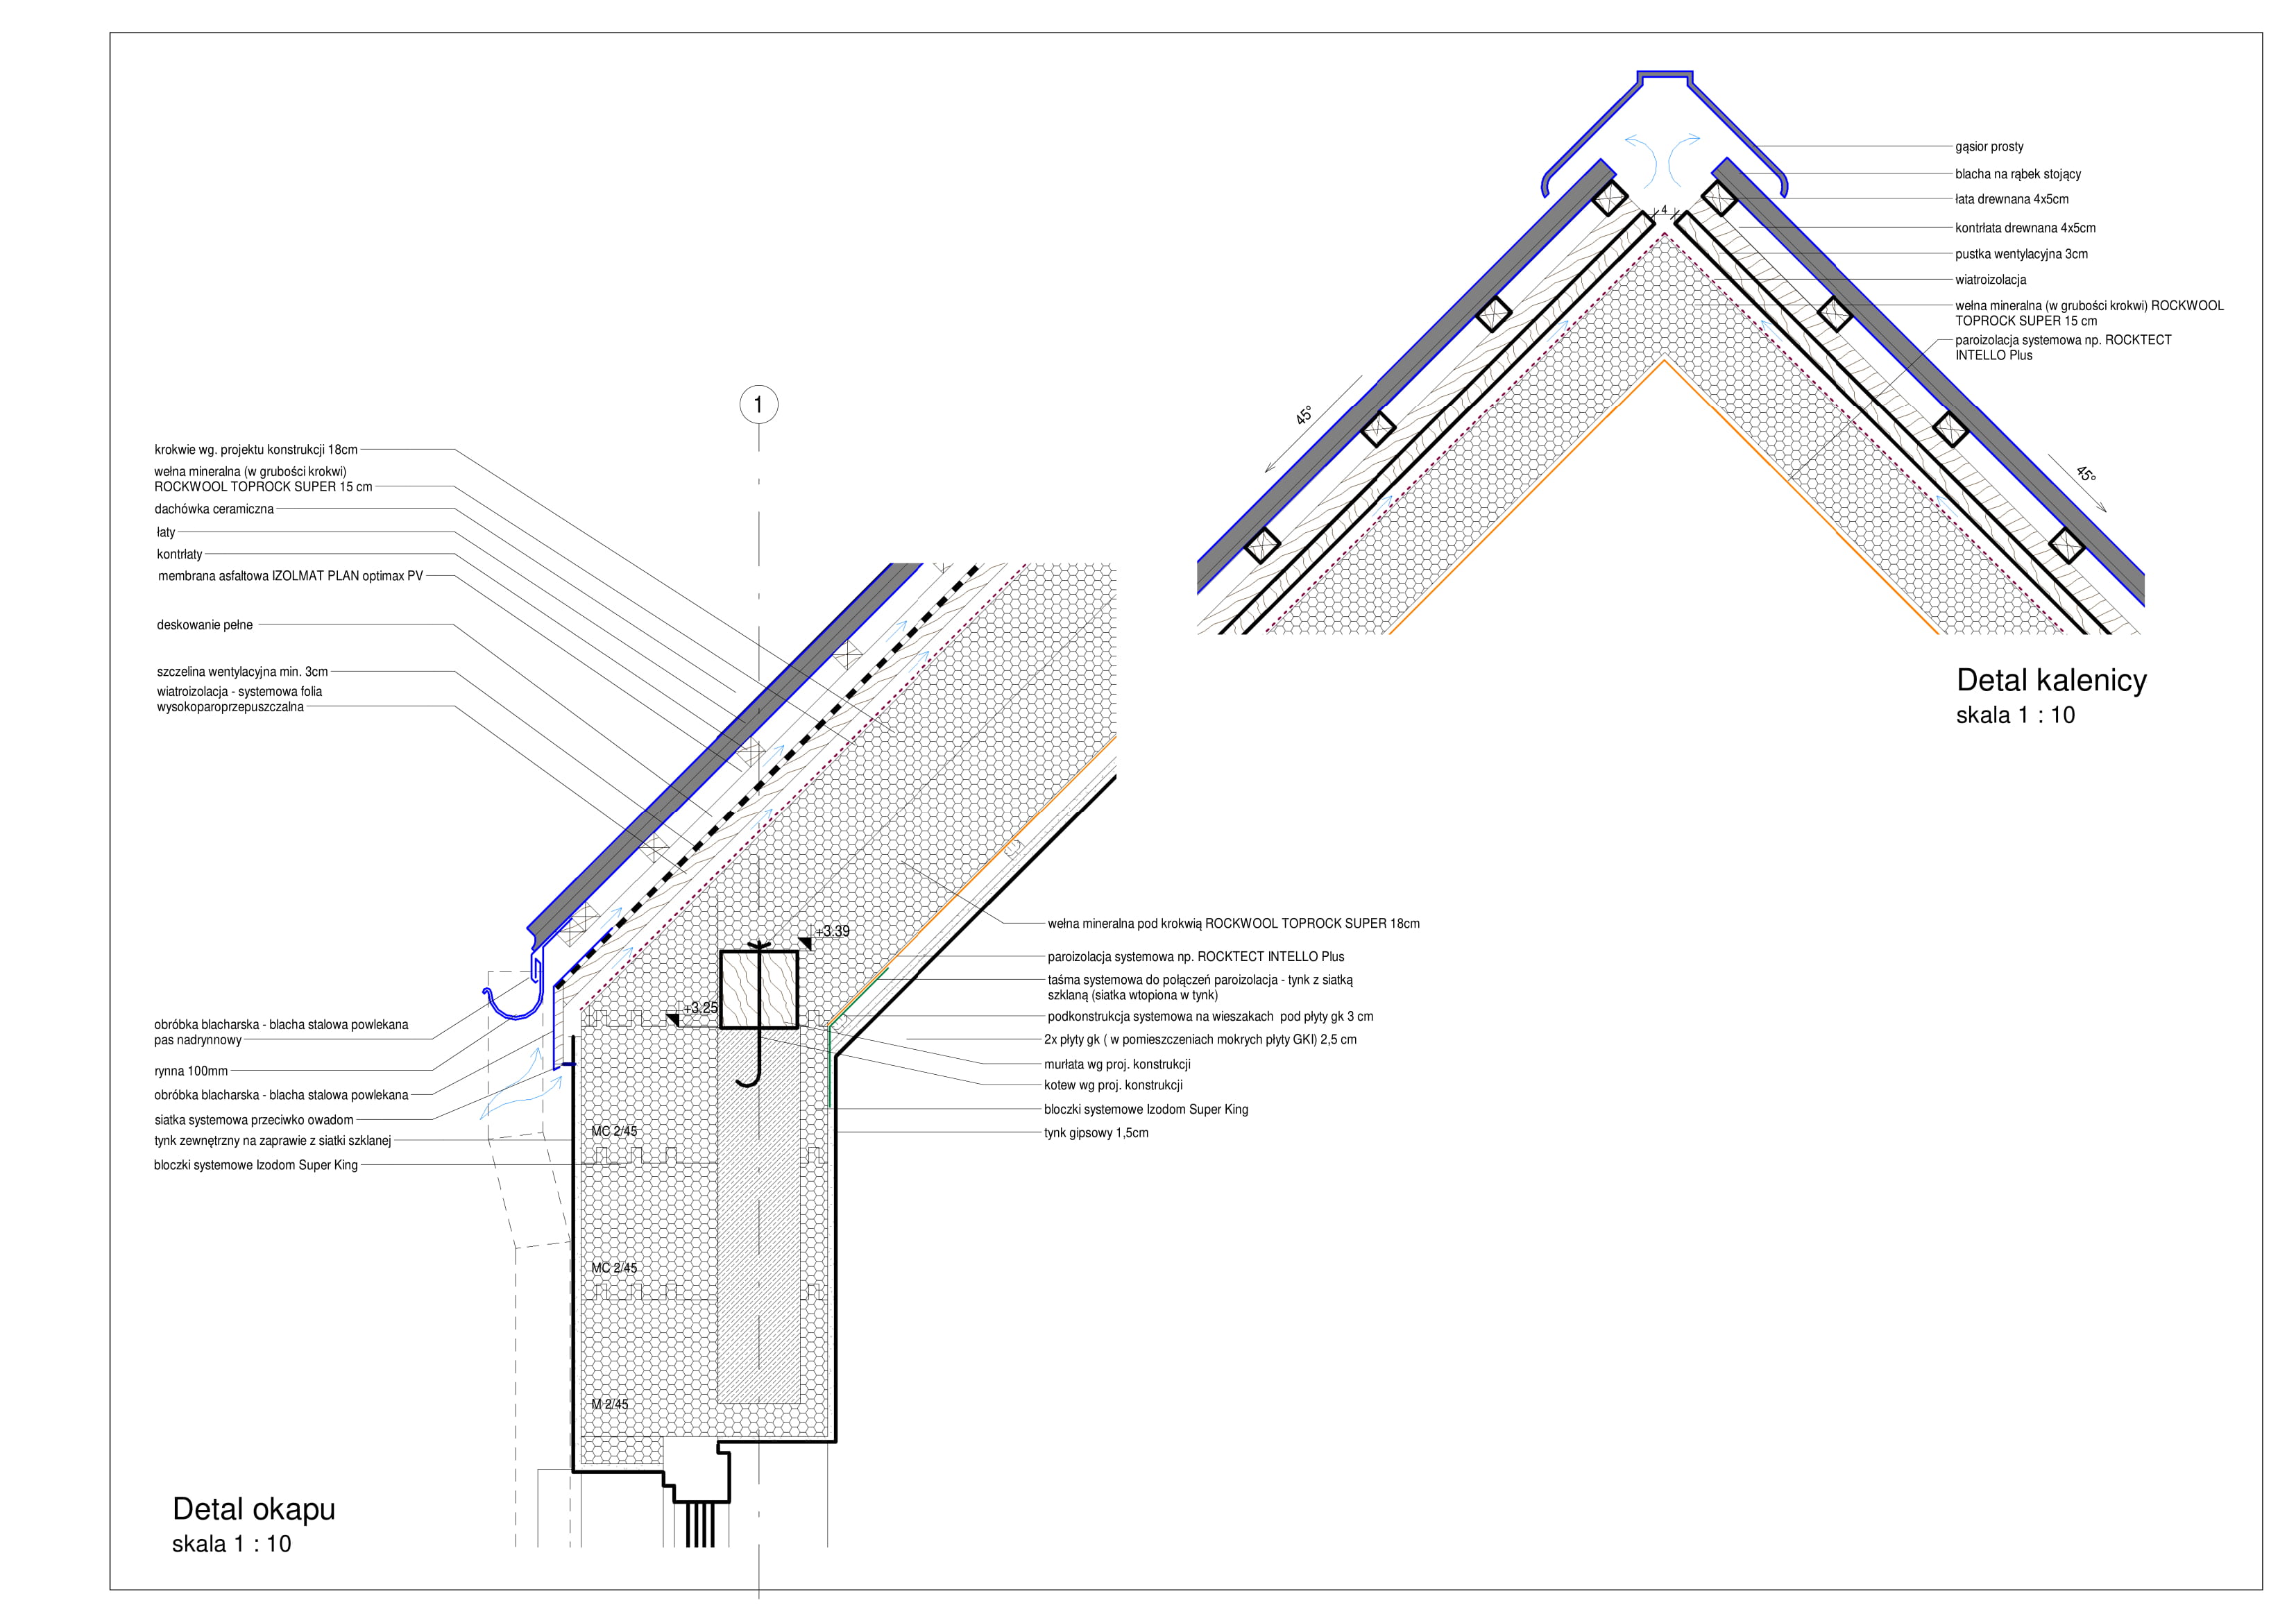 gąsior prosty
blacha na rąbek stojący
łata drewnana 4x5cm
kontrłata drewnana 4x5cm
pustka wentylacyjna 3cm
wiatroizolacja
wełna mineralna (w grubości krokwi) ROCKWOOL
TOPROCK SUPER 15 cm
paroizolacja systemowa np. ROCKTECT
INTELLO Plus
4
45°
45°
Detal kalenicy
skala 1 : 10
1
krokwie wg. projektu konstrukcji 18cm
wełna mineralna (w grubości krokwi)
ROCKWOOL TOPROCK SUPER 15 cm
dachówka ceramiczna
łaty
kontrłaty
membrana asfaltowa IZOLMAT PLAN optimax PV
deskowanie pełne
szczelina wentylacyjna min. 3cm
wiatroizolacja - systemowa folia
wysokoparoprzepuszczalna
+3.39
+3.25
wełna mineralna pod krokwią ROCKWOOL TOPROCK SUPER 18cm
paroizolacja systemowa np. ROCKTECT INTELLO Plus
taśma systemowa do połączeń paroizolacja - tynk z siatką
szklaną (siatka wtopiona w tynk)
podkonstrukcja systemowa na wieszakach pod płyty gk 3 cm
2x płyty gk ( w pomieszczeniach mokrych płyty GKI) 2,5 cm
murłata wg proj. konstrukcji
kotew wg proj. konstrukcji
bloczki systemowe Izodom Super King
tynk gipsowy 1,5cm
obróbka blacharska - blacha stalowa powlekana
pas nadrynnowy
rynna 100mm
obróbka blacharska - blacha stalowa powlekana
siatka systemowa przeciwko owadom
tynk zewnętrzny na zaprawie z siatki szklanej
bloczki systemowe Izodom Super King
MC 2/45
MC 2/45
M 2/45
Detal okapu
skala 1 : 10